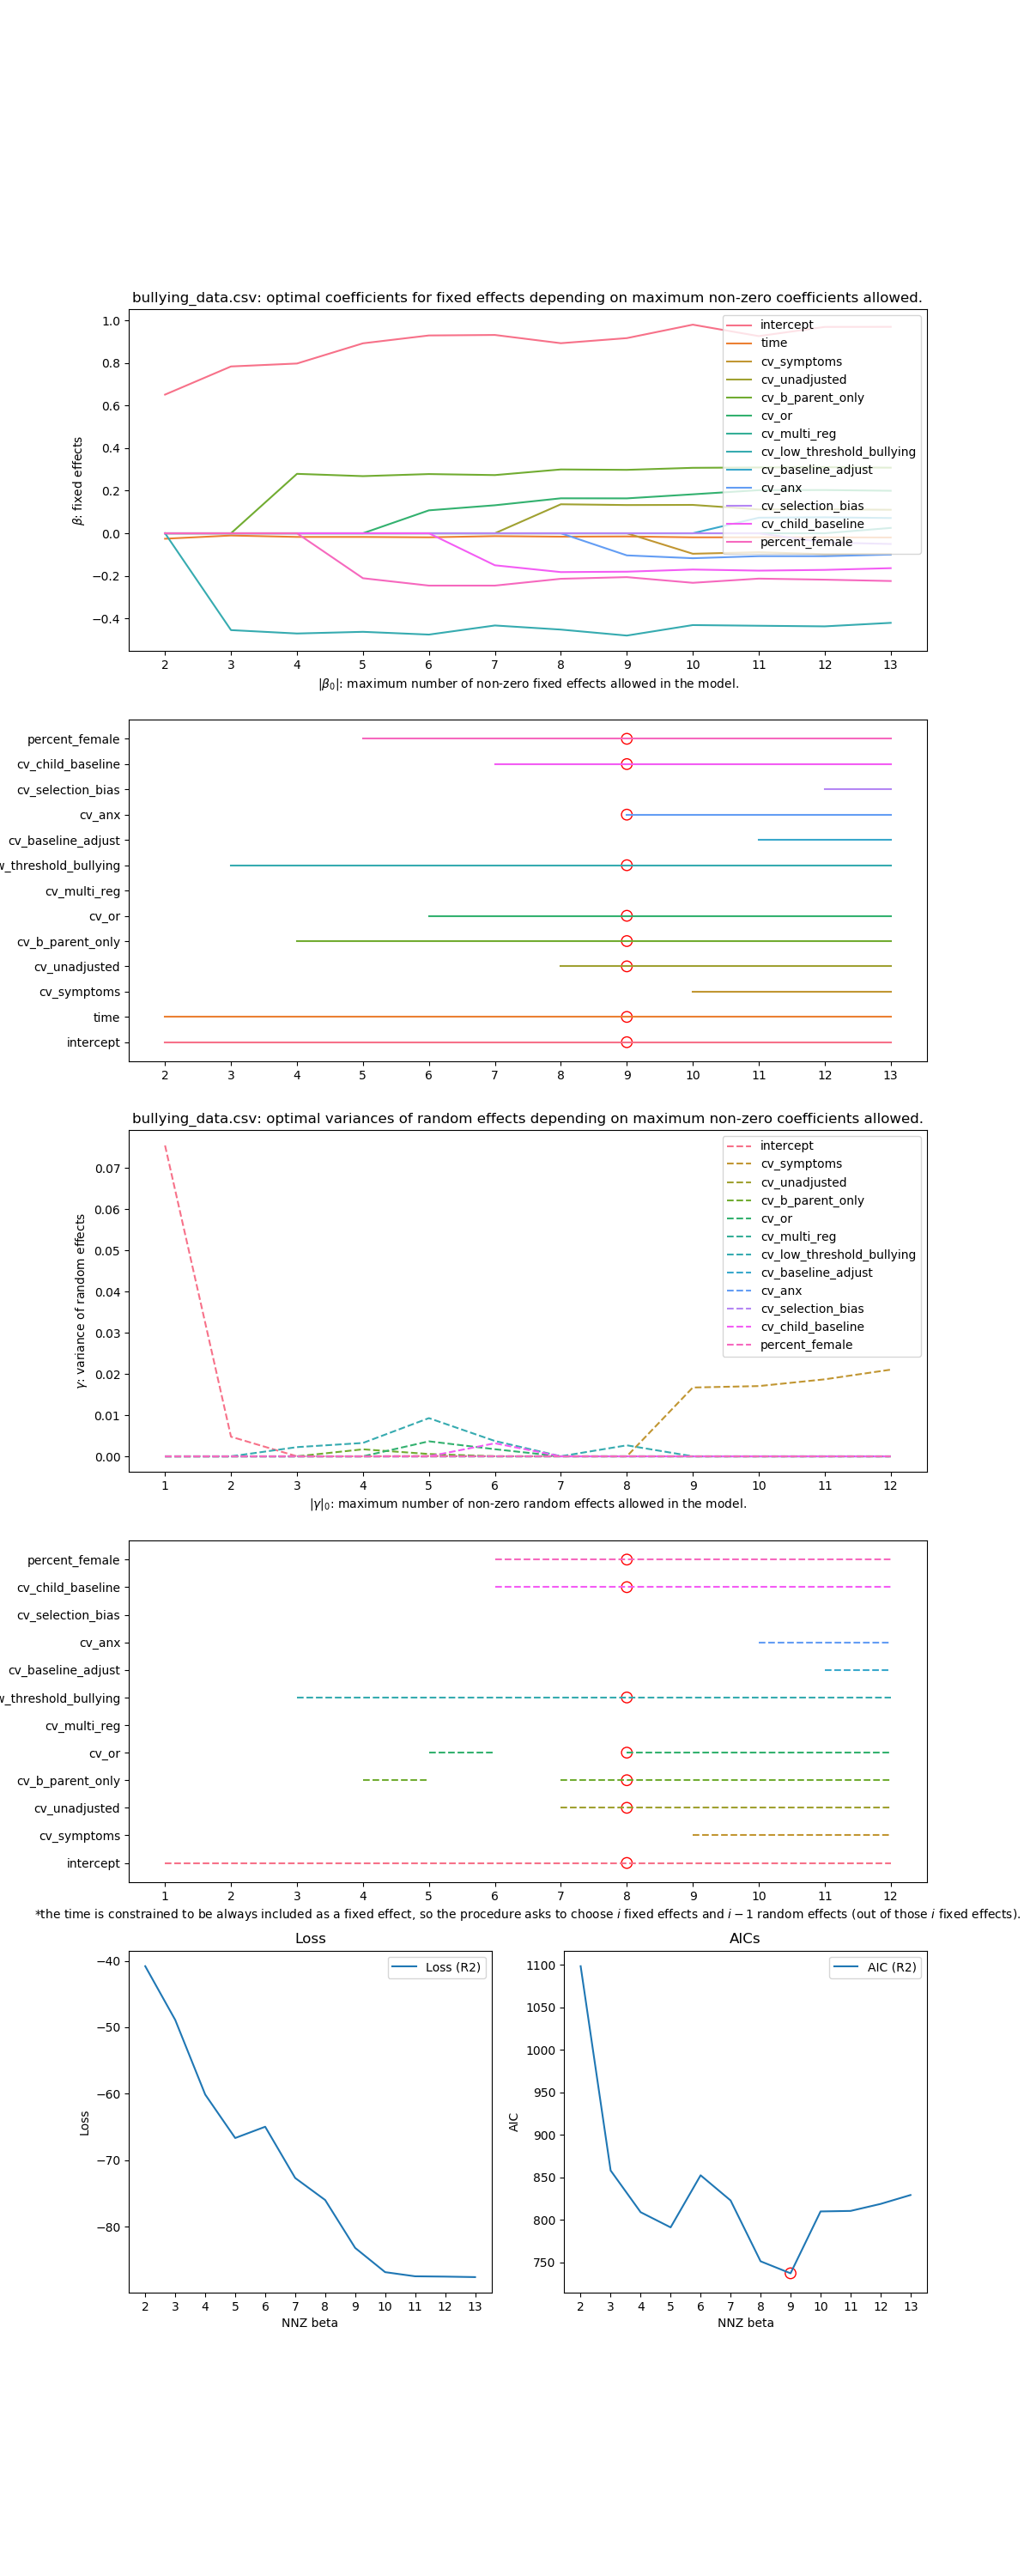 bullying_data.csv: optimal coefficients for fixed effects depending on maximum non-zero coefficients allowed.
1.0
0.8
0.6
0.4
0.2
0.0
−0.2
−0.4
β: fixed effects
intercept
time
cv_symptoms
cv_unadjusted
cv_b_parent_only
cv_or
cv_multi_reg
cv_low_threshold_bullying
cv_baseline_adjust
cv_anx
cv_selection_bias
cv_child_baseline
percent_female
2 3 4 5 6 7 8 9 10 11 12 13
|β₀|: maximum number of non-zero fixed effects allowed in the model.
percent_female
cv_child_baseline
cv_selection_bias
cv_anx
cv_baseline_adjust
w_threshold_bullying
cv_multi_reg
cv_or
cv_b_parent_only
cv_unadjusted
cv_symptoms
time
intercept
2 3 4 5 6 7 8 9 10 11 12 13
bullying_data.csv: optimal variances of random effects depending on maximum non-zero coefficients allowed.
0.07
0.06
0.05
0.04
0.03
0.02
0.01
0.00
γ: variance of random effects
intercept
cv_symptoms
cv_unadjusted
cv_b_parent_only
cv_or
cv_multi_reg
cv_low_threshold_bullying
cv_baseline_adjust
cv_anx
cv_selection_bias
cv_child_baseline
percent_female
1 2 3 4 5 6 7 8 9 10 11 12
|γ|₀: maximum number of non-zero random effects allowed in the model.
percent_female
cv_child_baseline
cv_selection_bias
cv_anx
cv_baseline_adjust
w_threshold_bullying
cv_multi_reg
cv_or
cv_b_parent_only
cv_unadjusted
cv_symptoms
intercept
1 2 3 4 5 6 7 8 9 10 11 12
*the time is constrained to be always included as a fixed effect, so the procedure asks to choose i fixed effects and i − 1 random effects (out of those i fixed effects).
Loss
−40
−50
−60
−70
−80
Loss
Loss (R2)
2 3 4 5 6 7 8 9 10 11 12 13
NNZ beta
AICs
1100
1050
1000
950
900
850
800
750
AIC
AIC (R2)
2 3 4 5 6 7 8 9 10 11 12 13
NNZ beta